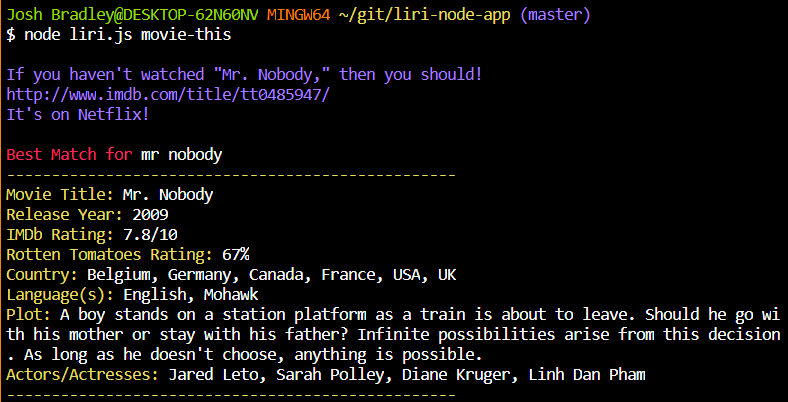 Josh Bradley@DESKTOP-62N60NV MINGW64 ~/git/liri-node-app (master)
$ node liri.js movie-this
If you haven't watched "Mr. Nobody," then you should!
http://www.imdb.com/title/tt0485947/
It's on Netflix!
Best Match for mr nobody
--------------------------------------------------
Movie Title: Mr. Nobody
Release Year: 2009
IMDb Rating: 7.8/10
Rotten Tomatoes Rating: 67%
Country: Belgium, Germany, Canada, France, USA, UK
Language(s): English, Mohawk
Plot: A boy stands on a station platform as a train is about to leave. Should he go wi
th his mother or stay with his father? Infinite possibilities arise from this decision
. As long as he doesn't choose, anything is possible.
Actors/Actresses: Jared Leto, Sarah Polley, Diane Kruger, Linh Dan Pham
--------------------------------------------------